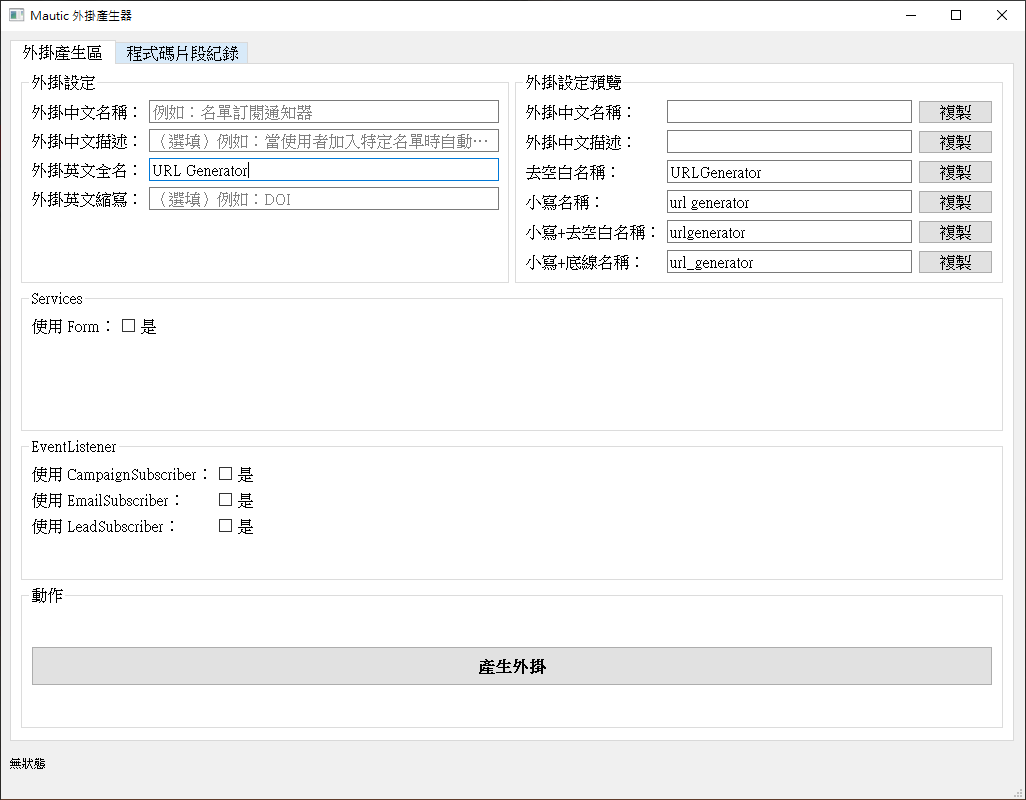 Mautic 外掛產生器
外掛產生區 程式碼片段紀錄
外掛設定
外掛中文名稱： 例如：名單訂閱通知器
外掛中文描述： （選填）例如：當使用者加入特定名單時自動…
外掛英文全名： URL Generator
外掛英文縮寫： （選填）例如：DOI
外掛設定預覽
外掛中文名稱： 複製
外掛中文描述： 複製
去空白名稱： URLGenerator 複製
小寫名稱： url generator 複製
小寫+去空白名稱： urlgenerator 複製
小寫+底線名稱： url_generator 複製
Services
使用 Form： 是
EventListener
使用 CampaignSubscriber： 是
使用 EmailSubscriber： 是
使用 LeadSubscriber： 是
動作
產生外掛
無狀態